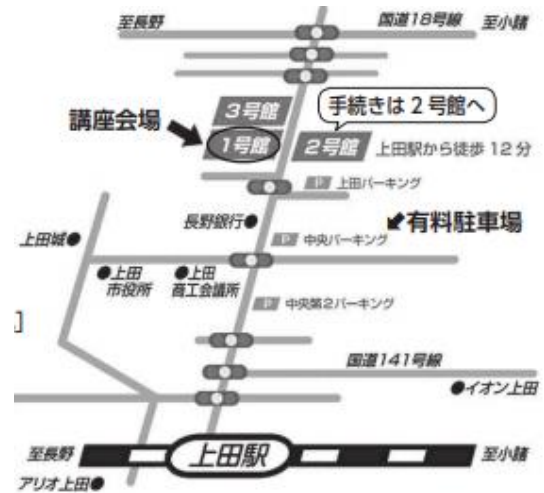 至長野
国道18号線
至小諸
3号館
手続きは2号館へ
講座会場
1号館
2号館
上田駅から徒歩12分
P 上田パーキング
長野銀行
有料駐車場
上田城
P 中央パーキング
上田
市役所
上田
商工会議所
P 中央第2パーキング
]
国道141号線
イオン上田
至長野
上田駅
至小諸
アリオ上田